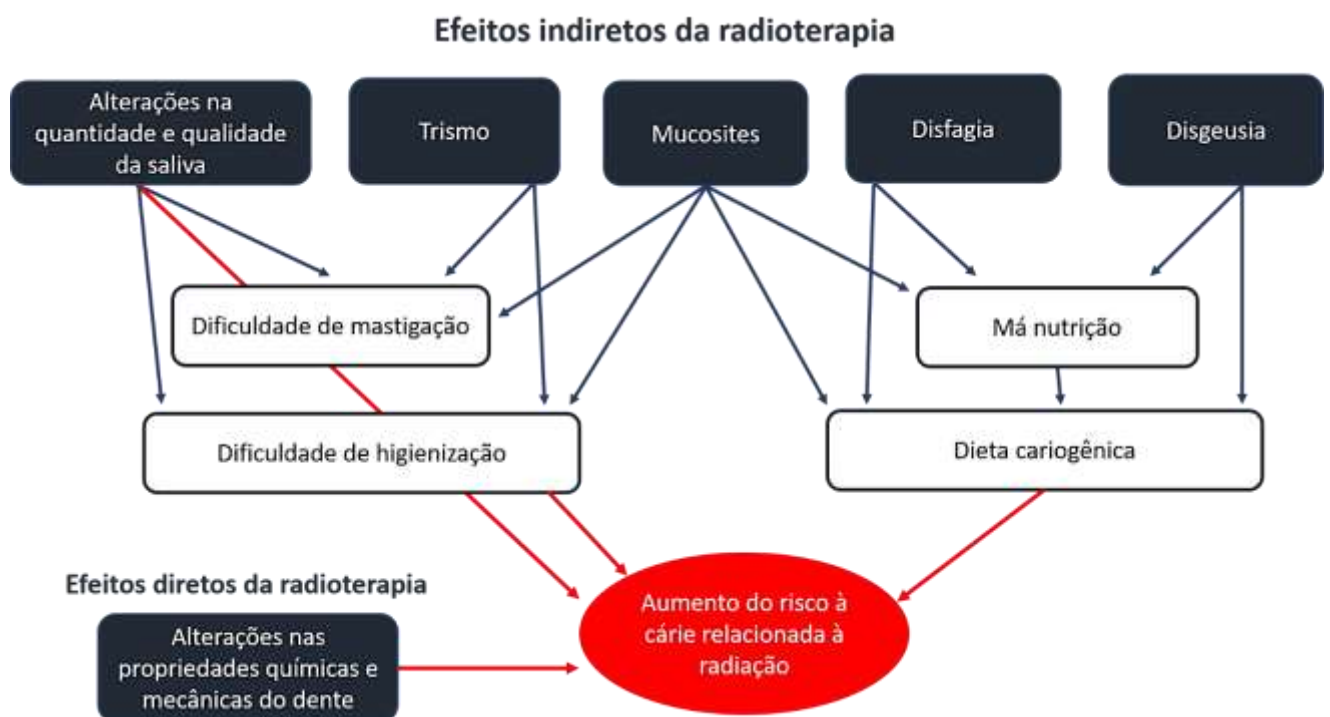 Efeitos indiretos da radioterapia
Alterações na
quantidade e qualidade
da saliva
Trismo
Mucosites
Disfagia
Disgeusia
Dificuldade de mastigação
Má nutrição
Dificuldade de higienização
Dieta cariogênica
Efeitos diretos da radioterapia
Alterações nas
propriedades químicas e
mecânicas do dente
Aumento do risco à
cárie relacionada à
radiação